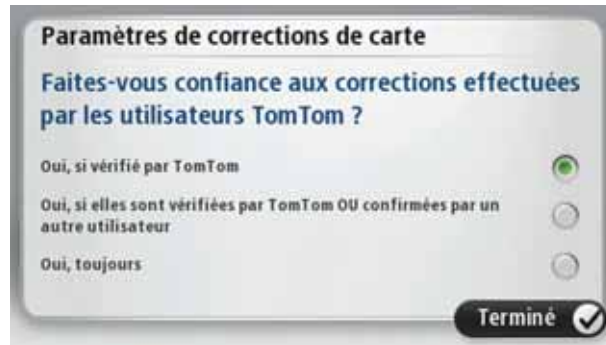 Paramètres de corrections de carte
Faites-vous confiance aux corrections effectuées
par les utilisateurs TomTom ?
Oui, si vérifié par TomTom
Oui, si elles sont vérifiées par TomTom OU confirmées par un
autre utilisateur
Oui, toujours
Terminé